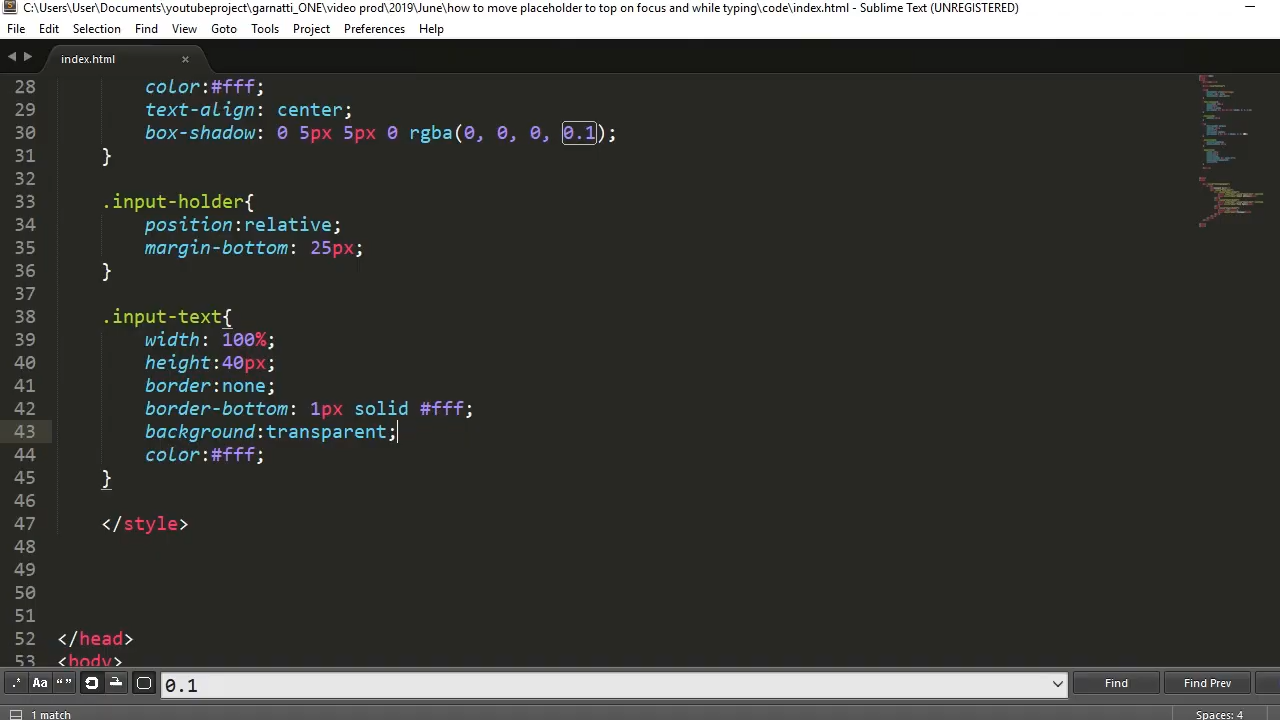 C:\Users\User\Documents\youtubeproject\garnatti_ONE\video prod\2019\June\how to move placeholder to top on focus and while typing\code\index.html - Sublime Text (UNREGISTERED)
File Edit Selection Find View Goto Tools Project Preferences Help
index.html ×
28 color:#fff;
29 text-align: center;
30 box-shadow: 0 5px 5px 0 rgba(0, 0, 0, 0.1);
31 }
32
33 .input-holder{
34 position:relative;
35 margin-bottom: 25px;
36 }
37
38 .input-text{
39 width: 100%;
40 height:40px;
41 border:none;
42 border-bottom: 1px solid #fff;
43 background:transparent;
44 color:#fff;
45 }
46
47 </style>
48
49
50
51
52 </head>
53 <body>
.* Aa “” 0.1 Find Find Prev
1 match Spaces: 4